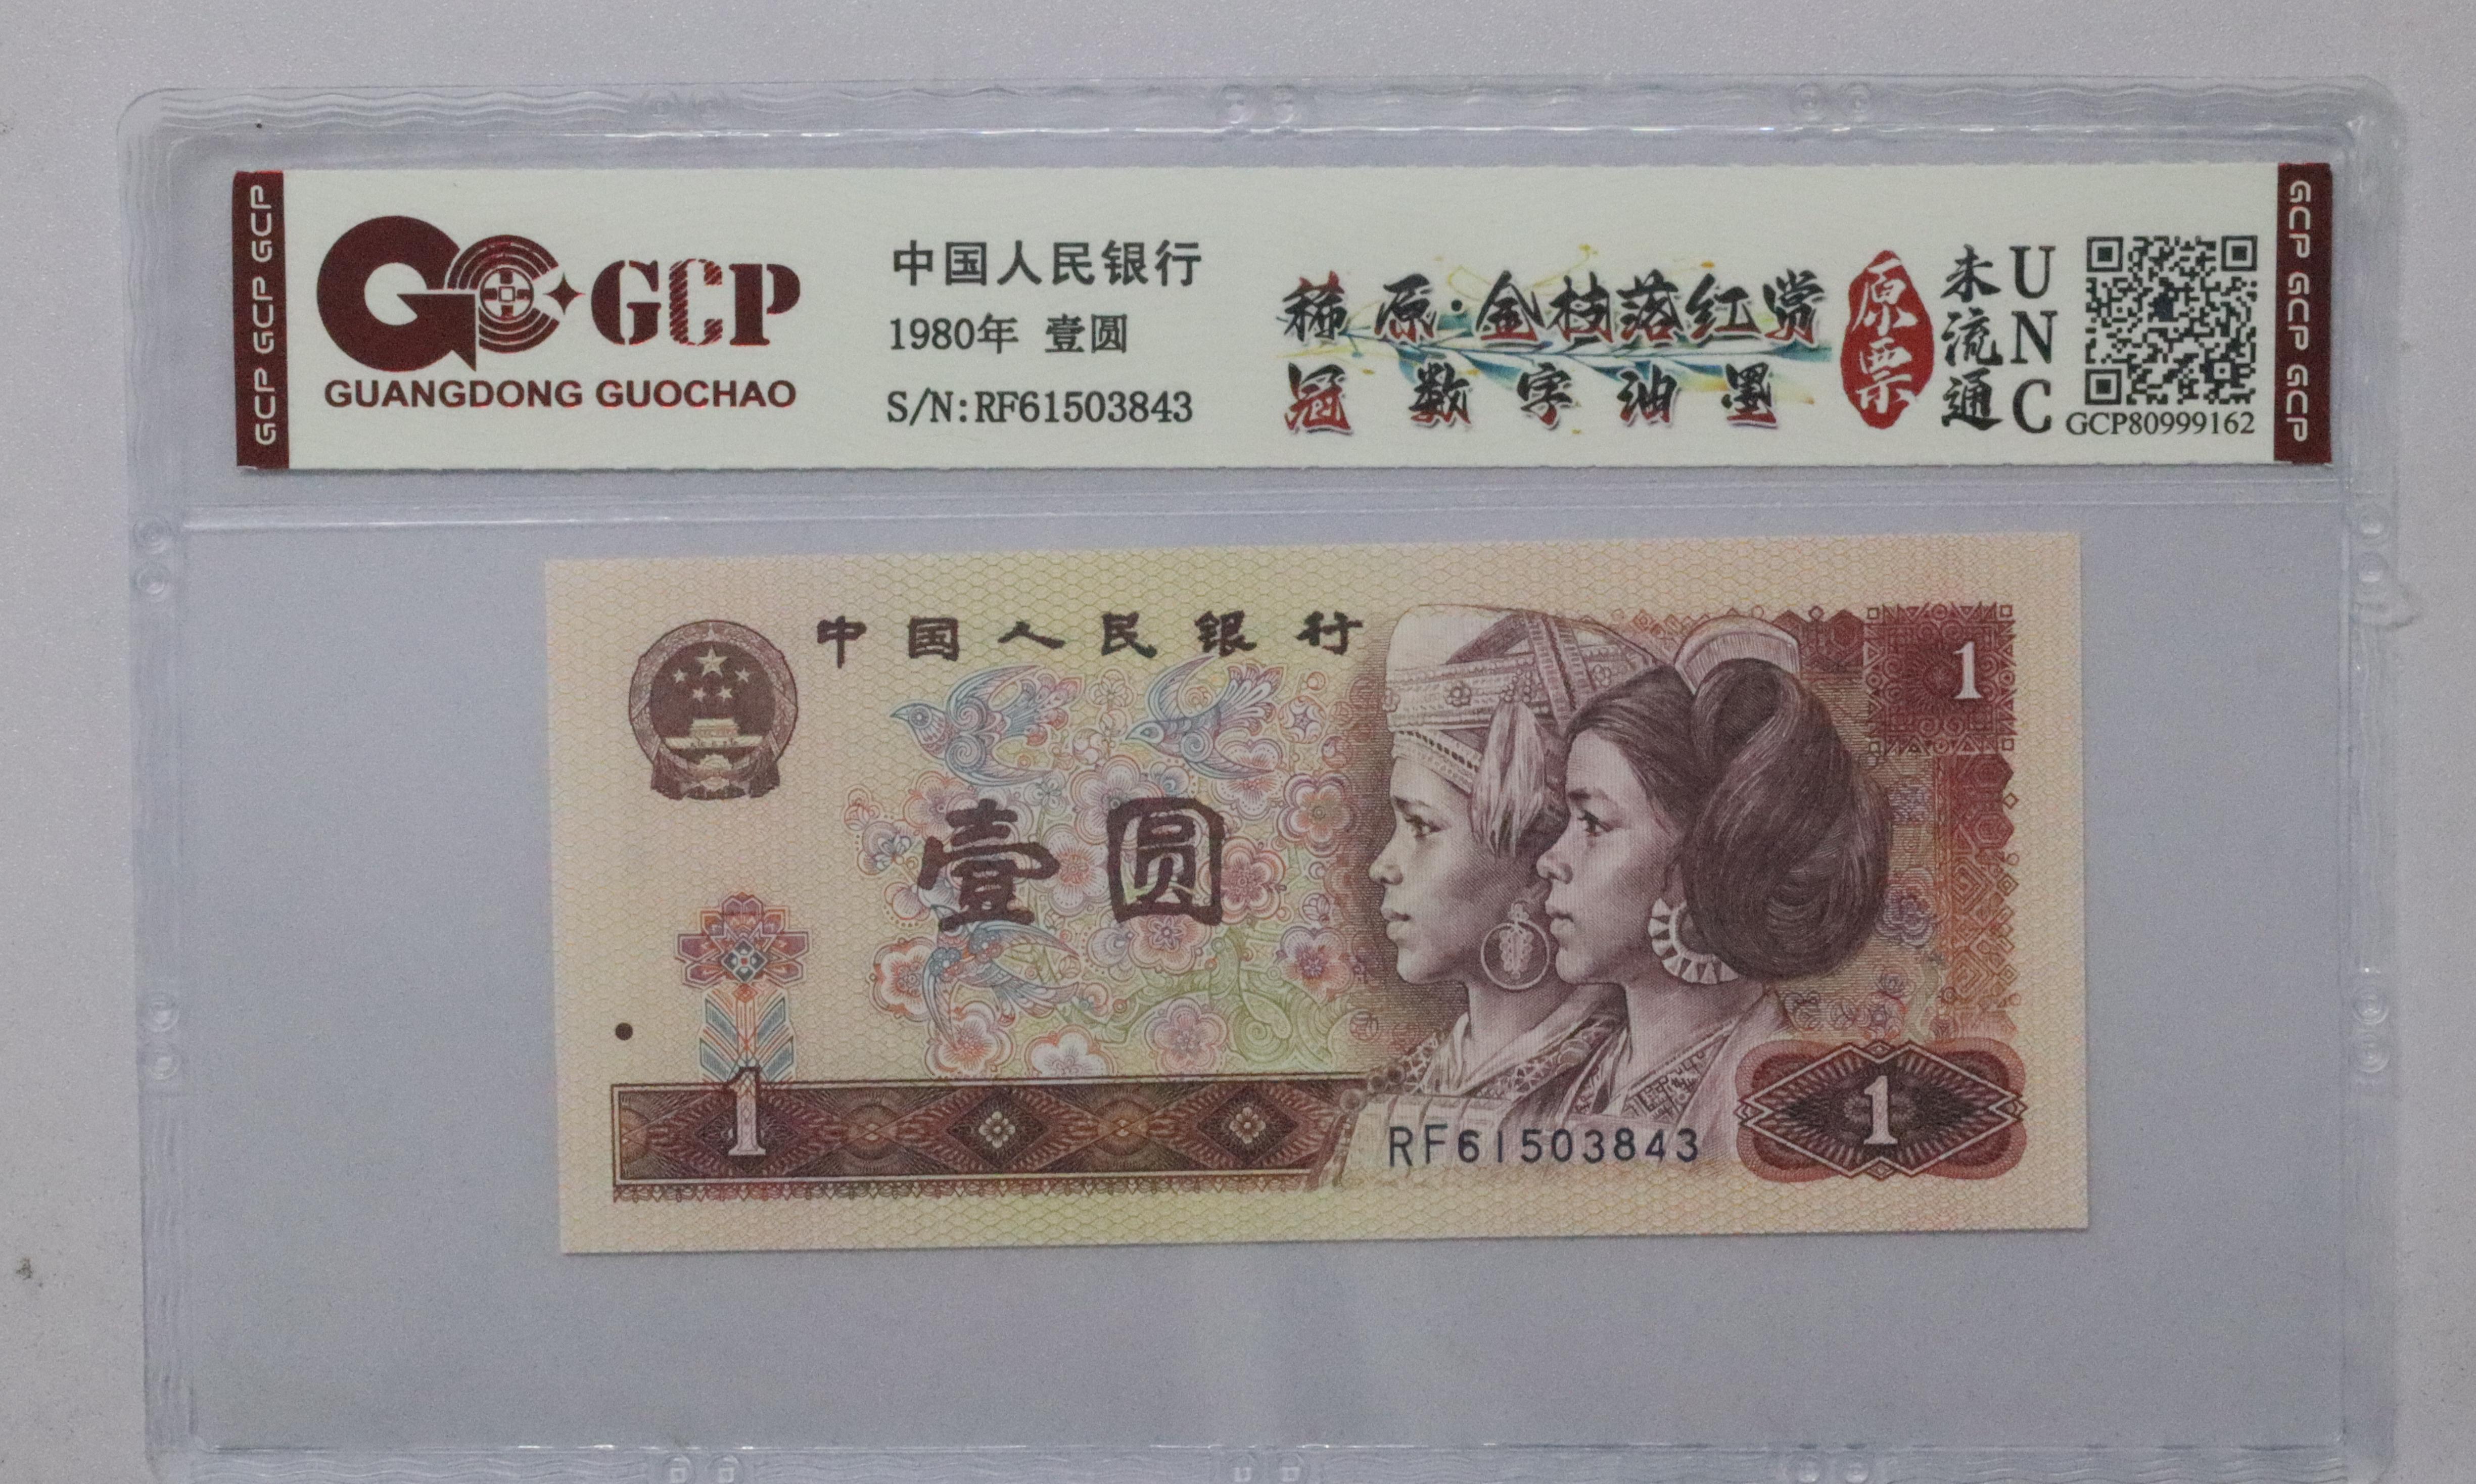 GCP GCP GCP
GCP
GUANGDONG GUOCHAO
中国人民银行
1980年 壹圆
S/N:RF61503843
稀 原·金枝落红赏
冠 数 字 油 墨
原票
未流通
UNC
GCP80999162
GCP GCP GCP
中国人民银行
1
壹圆
1
RF61503843
1